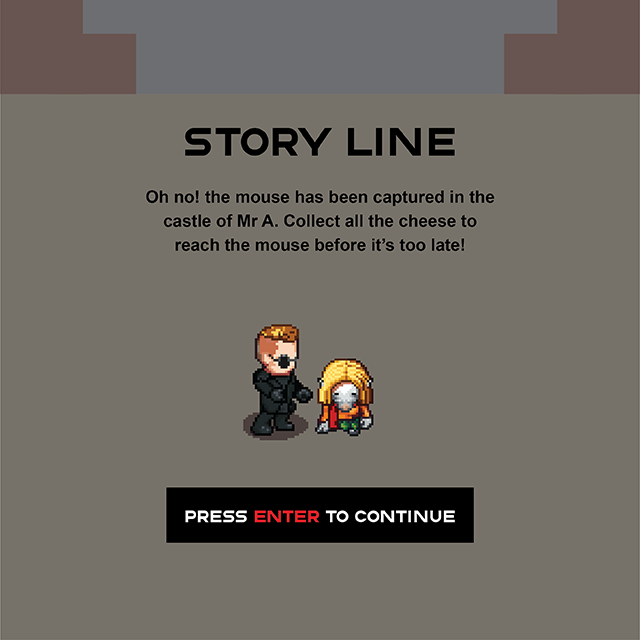 STORY LINE
Oh no! the mouse has been captured in the
castle of Mr A. Collect all the cheese to
reach the mouse before it’s too late!
PRESS ENTER TO CONTINUE